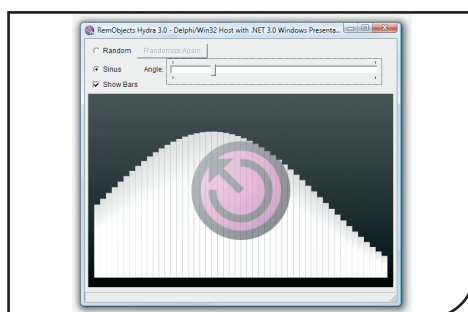 RemObjects Hydra 3.0 - Delphi/Win32 Host with .NET 3.0 Windows Presenta...
Random Randomize Again
Sinus Angle:
Show Bars